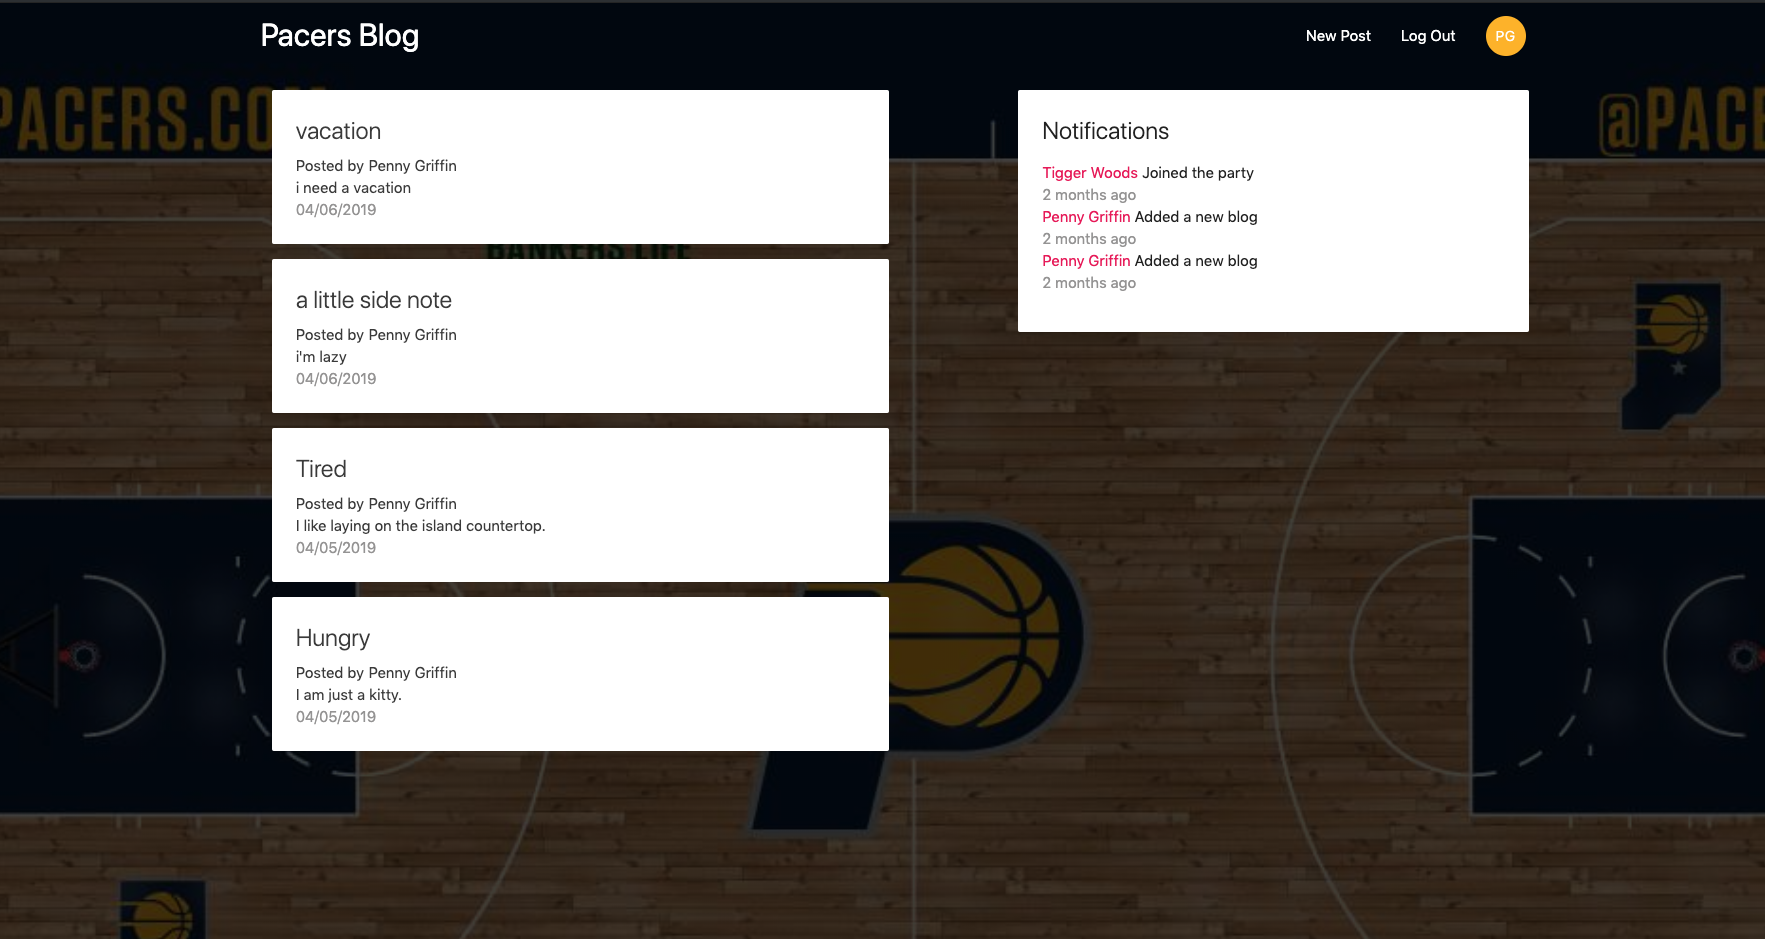 Pacers Blog
New Post
Log Out
PG
PACERS.CO
@PACE
vacation
Posted by Penny Griffin
i need a vacation
04/06/2019
BANKERS LIFE
a little side note
Posted by Penny Griffin
i'm lazy
04/06/2019
Tired
Posted by Penny Griffin
I like laying on the island countertop.
04/05/2019
Hungry
Posted by Penny Griffin
I am just a kitty.
04/05/2019
Notifications
Tigger Woods Joined the party
2 months ago
Penny Griffin Added a new blog
2 months ago
Penny Griffin Added a new blog
2 months ago